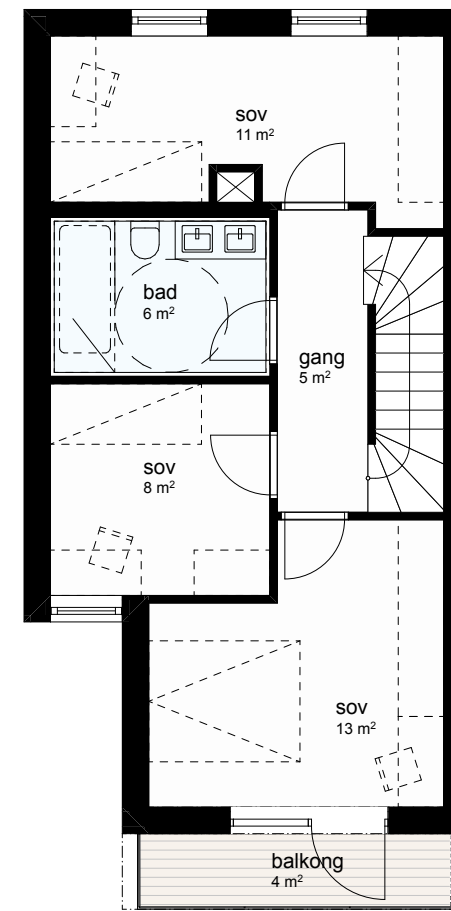 sov
11 m²
bad
6 m²
gang
5 m²
sov
8 m²
sov
13 m²
balkong
4 m²